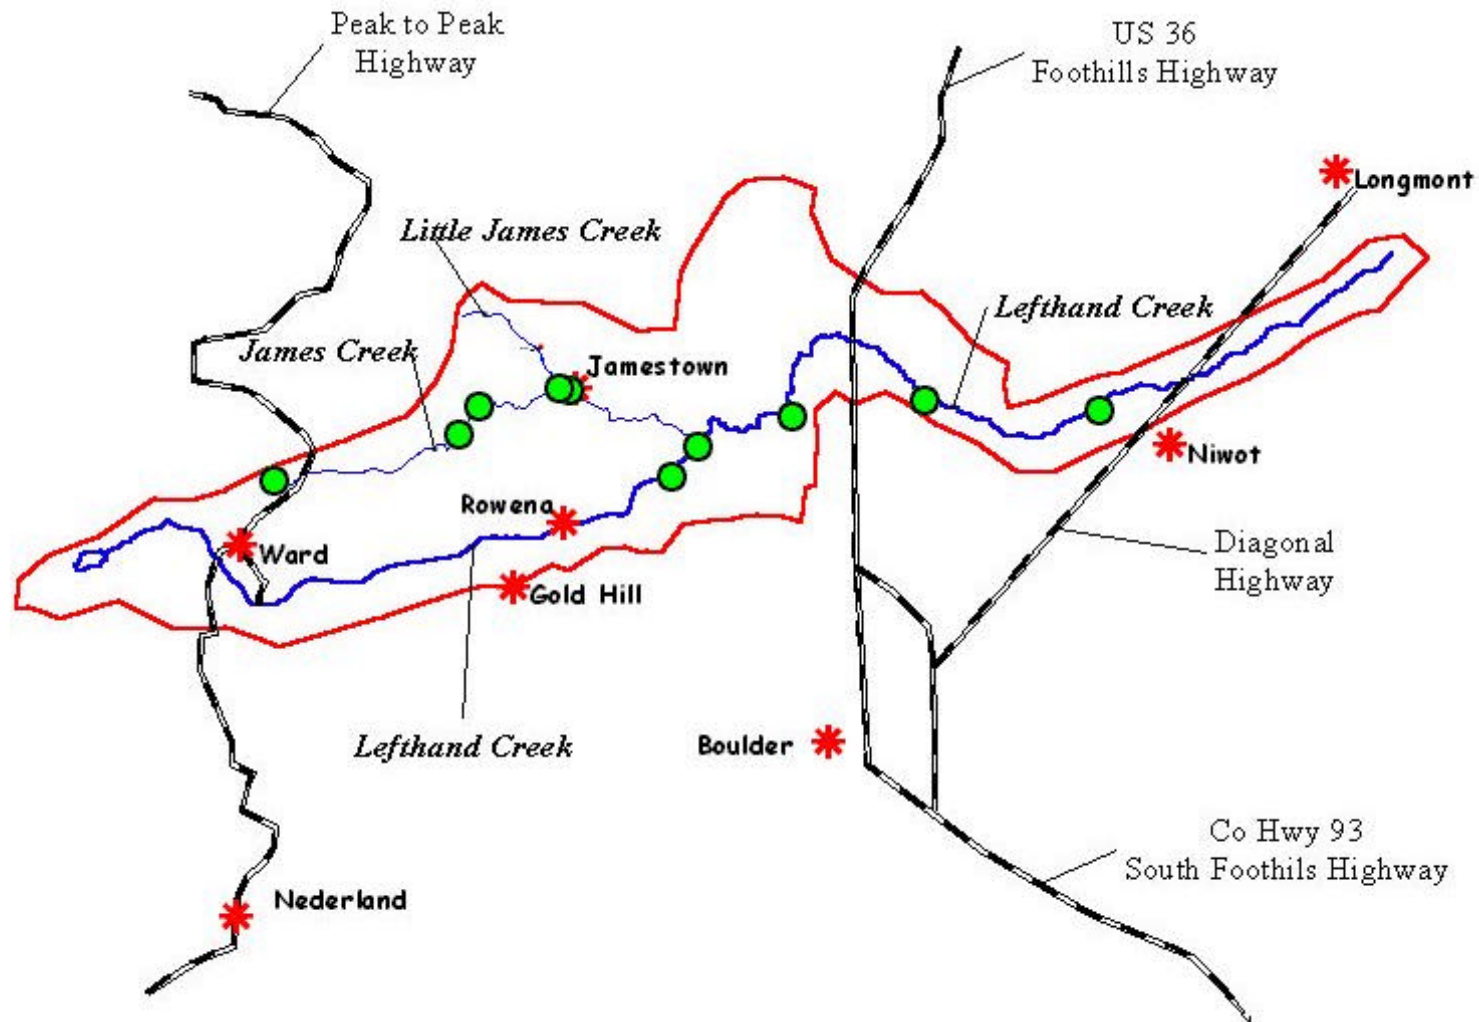 Peak to Peak
Highway
US 36
Foothills Highway
Longmont
Little James Creek
Lefthand Creek
James Creek
Jamestown
Niwot
Rowena
Ward
Diagonal
Highway
Gold Hill
Lefthand Creek
Boulder
Co Hwy 93
South Foothils Highway
Nederland